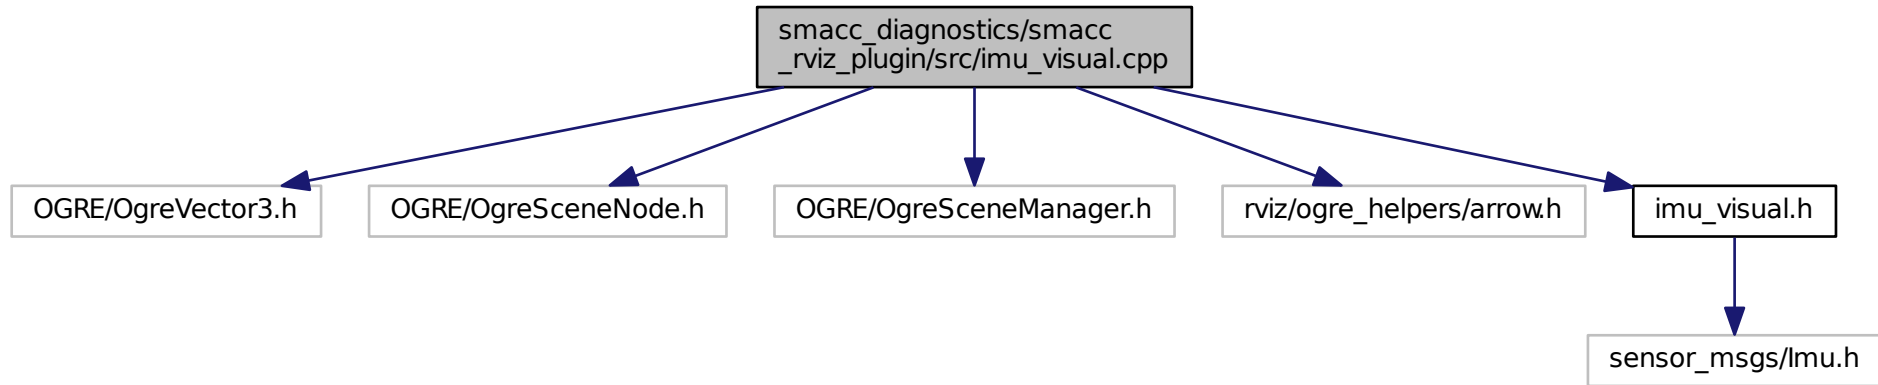 smacc_diagnostics/smacc
_rviz_plugin/src/imu_visual.cpp
OGRE/OgreVector3.h
OGRE/OgreSceneNode.h
OGRE/OgreSceneManager.h
rviz/ogre_helpers/arrow.h
imu_visual.h
sensor_msgs/Imu.h